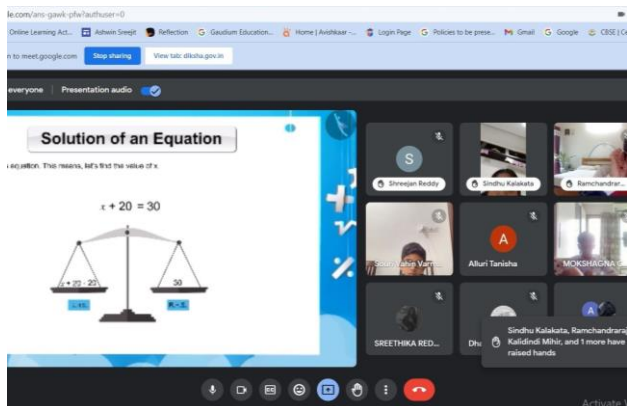 le.com/ans-gawk-pfw?authuser=0
Online Learning Act... Ashwin Sreejit Reflection Gaudium Education... Home | Avishkaar -... Login Page Policies to be prese... Gmail Google CBSE | Ce
n to meet.google.com Stop sharing View tab: diksha.gov.in
everyone Presentation audio
Solution of an Equation
equation. This means, let's find the value of x.
x + 20 = 30
x + 20 - 20
30
S
Shreejan Reddy
Sindhu Kalakata
Ramchandrar...
A
Alluri Tanisha
MOKSHAGNA
SREETHIKA RED...
A
Sindhu Kalakata, Ramchandraraj
Kalidindi Mihir, and 1 more have
raised hands
Activate